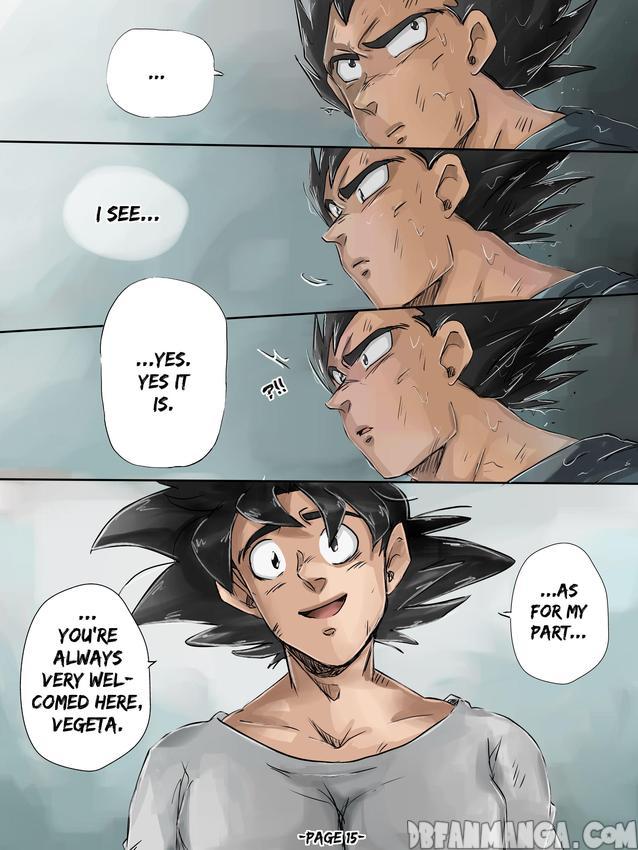 ...
I SEE...
...YES.
YES IT
IS.
?!!
...AS
FOR MY
PART...
...
YOU'RE
ALWAYS
VERY WEL-
COMED HERE,
VEGETA.
-PAGE 15-
DBFANMANGA.COM